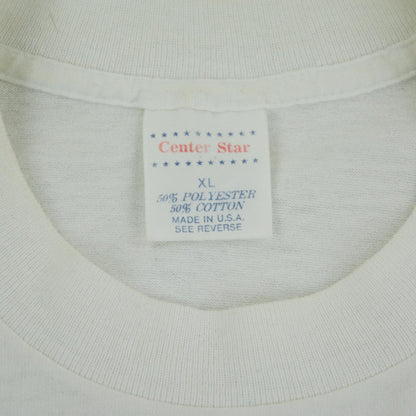 Center Star
XL
50% POLYESTER
50% COTTON
MADE IN U.S.A.
SEE REVERSE